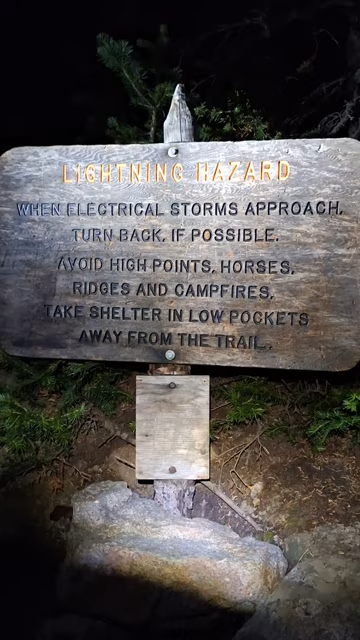 LIGHTNING HAZARD
WHEN ELECTRICAL STORMS APPROACH,
TURN BACK, IF POSSIBLE.
AVOID HIGH POINTS, HORSES,
RIDGES AND CAMPFIRES,
TAKE SHELTER IN LOW POCKETS
AWAY FROM THE TRAIL.